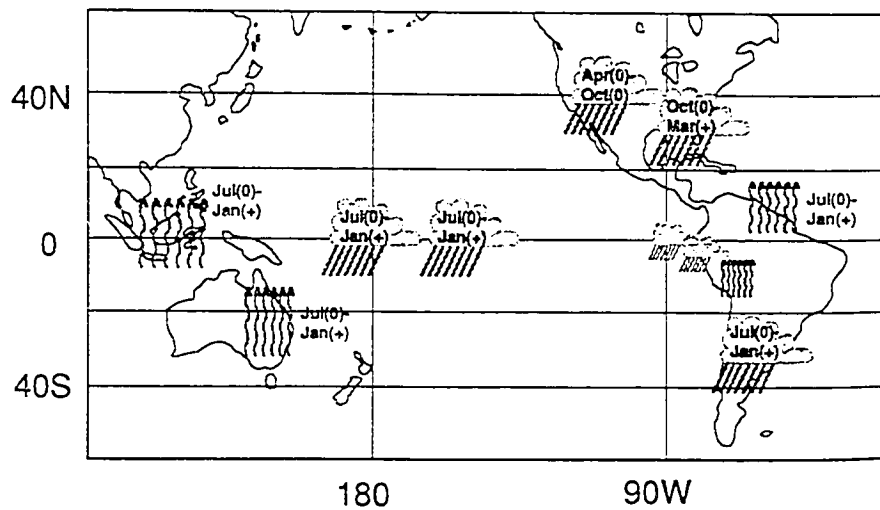 40N
0
40S
180
90W
Apr(0)-
Oct(0)
Oct(0)-
Mar(+)
Jul(0)-
Jan(+)
Jul(0)-
Jan(+)
Jul(0)-
Jan(+)
Jul(0)-
Jan(+)
Jul(0)-
Jan(+)
Jul(0)-
Jan(+)